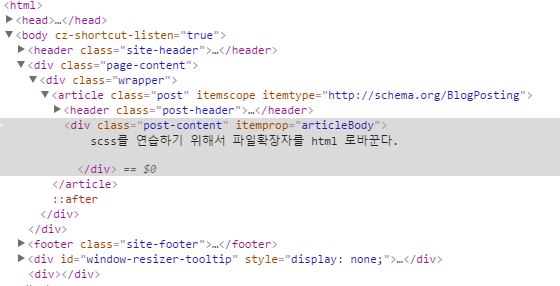 <html>
<head>…</head>
<body cz-shortcut-listen="true">
<header class="site-header">…</header>
<div class="page-content">
<div class="wrapper">
<article class="post" itemscope itemtype="http://schema.org/BlogPosting">
<header class="post-header">…</header>
<div class="post-content" itemprop="articleBody">
scss를 연습하기 위해서 파일확장자를 html 로바꾼다.
</div> == $0
</article>
::after
</div>
</div>
<footer class="site-footer">…</footer>
<div id="window-resizer-tooltip" style="display: none;">…</div>
<div></div>